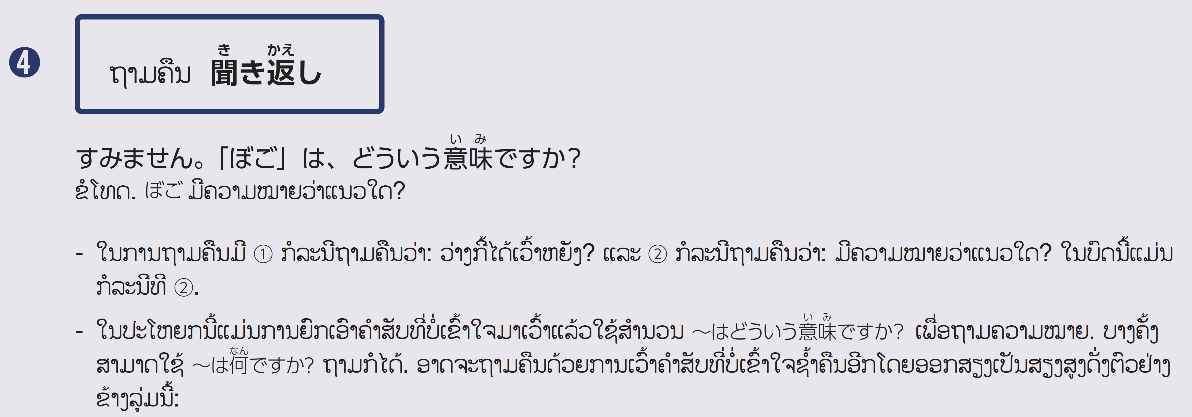 4
き かえ
ຖາມຄືນ 聞き返し
い み
すみません。「ぼご」は、どういう意味ですか?
ຂໍໂທດ. ぼご ມີຄວາມໝາຍວ່າແນວໃດ?
- ໃນການຖາມຄືນມີ ① ກໍລະນີຖາມຄືນວ່າ: ວ່າງກີ້ໄດ້ເວົ້າຫຍັງ? ແລະ ② ກໍລະນີຖາມຄືນວ່າ: ມີຄວາມໝາຍວ່າແນວໃດ? ໃນບົດນີ້ແມ່ນ
ກໍລະນີທີ ②.
い み
- ໃນປະໂຫຍກນີ້ແມ່ນການຍົກເອົາຄຳສັບທີ່ບໍ່ເຂົ້າໃຈມາເວົ້າແລ້ວໃຊ້ສຳນວນ ～はどういう意味ですか? ເພື່ອຖາມຄວາມໝາຍ. ບາງຄັ້ງ
なん
ສາມາດໃຊ້ ～は何ですか? ຖາມກໍໄດ້. ອາດຈະຖາມຄືນດ້ວຍການເວົ້າຄຳສັບທີ່ບໍ່ເຂົ້າໃຈຊ້ຳຄືນອີກໂດຍອອກສຽງເປັນສຽງສູງດັ່ງຕົວຢ່າງ
ຂ້າງລຸ່ມນີ້: